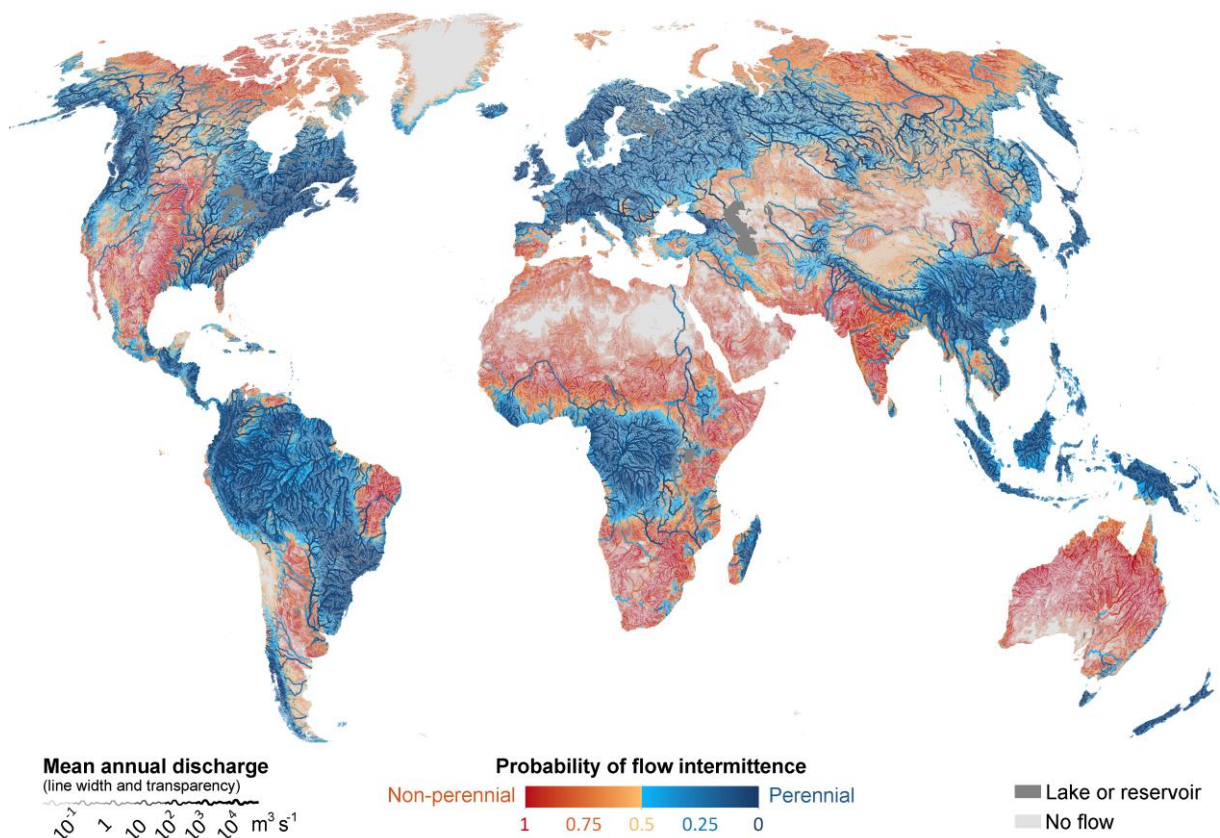 Mean annual discharge
(line width and transparency)
10⁻¹ 1 10 10² 10³ 10⁴ m³ s⁻¹
Probability of flow intermittence
Non-perennial Perennial
1 0.75 0.5 0.25 0
Lake or reservoir
No flow